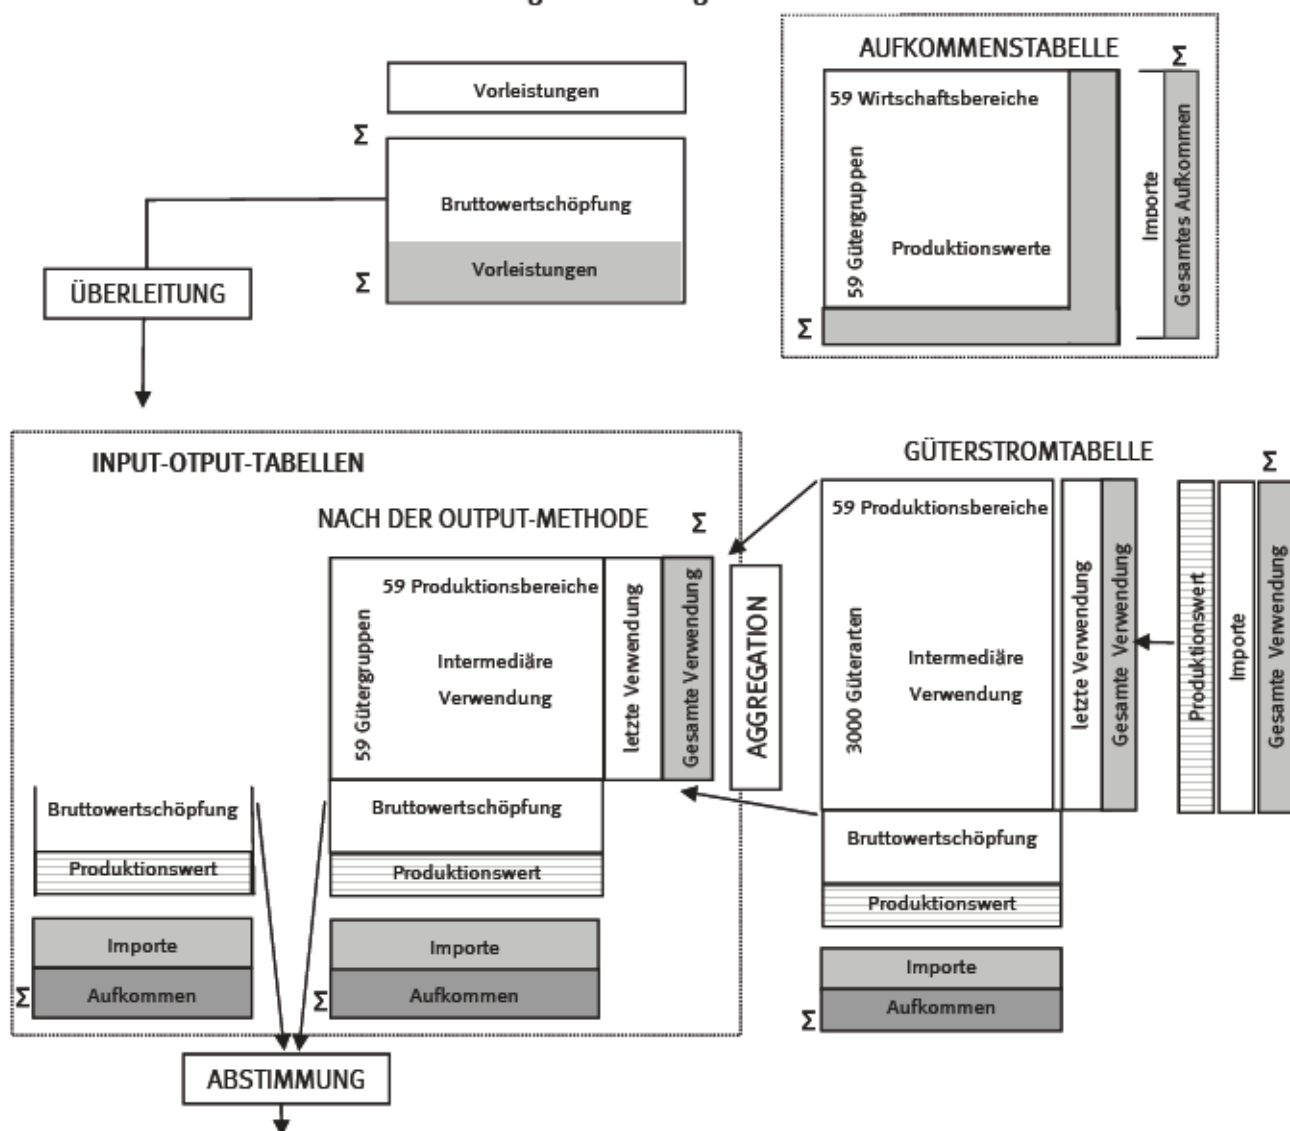 AUFKOMMENSTABELLE
Σ
Vorleistungen
59 Wirtschaftsbereiche
59 Gütergruppen
Produktionswerte
Importe
Gesamtes Aufkommen
Σ
Σ
Bruttowertschöpfung
Vorleistungen
Σ
ÜBERLEITUNG
INPUT-OTPUT-TABELLEN
NACH DER OUTPUT-METHODE
Σ
59 Produktionsbereiche
59 Gütergruppen
Intermediäre
Verwendung
letzte Verwendung
Gesamte Verwendung
AGGREGATION
GÜTERSTROMTABELLE
Σ
59 Produktionsbereiche
3000 Güterarten
Intermediäre
Verwendung
letzte Verwendung
Gesamte Verwendung
Produktionswert
Importe
Gesamte Verwendung
Bruttowertschöpfung
Produktionswert
Importe
Σ
Aufkommen
Bruttowertschöpfung
Produktionswert
Importe
Σ
Aufkommen
Bruttowertschöpfung
Produktionswert
Importe
Σ
Aufkommen
ABSTIMMUNG